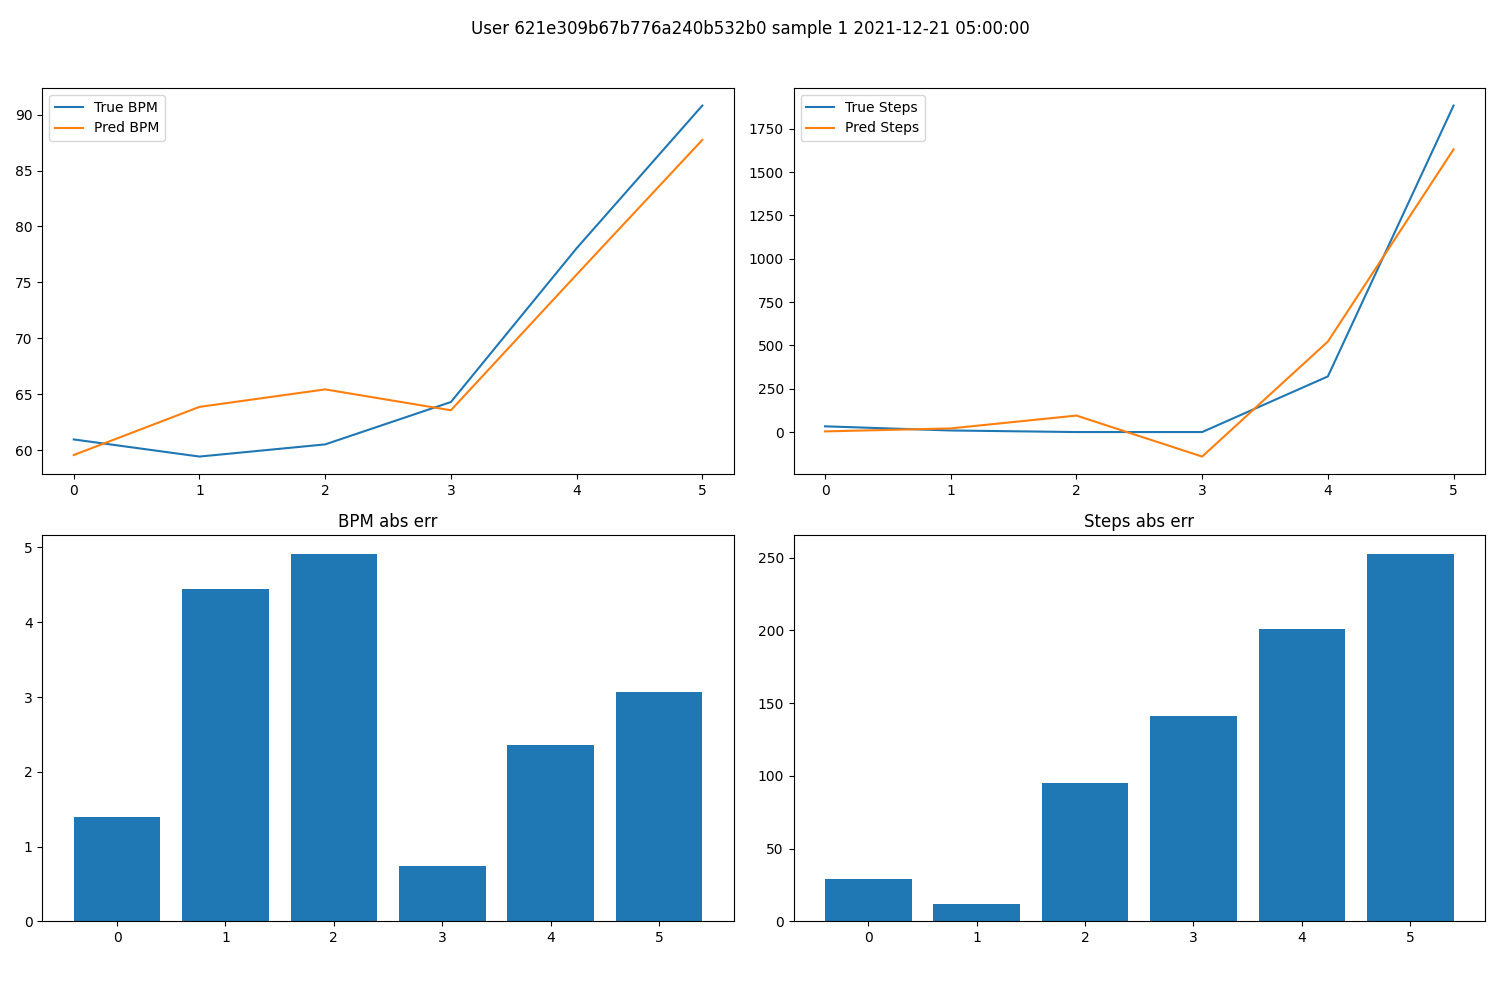 User 621e309b67b776a240b532b0 sample 1 2021-12-21 05:00:00
True BPM
Pred BPM
90
85
80
75
70
65
60
0 1 2 3 4 5
True Steps
Pred Steps
1750
1500
1250
1000
750
500
250
0
0 1 2 3 4 5
BPM abs err
5
4
3
2
1
0
0 1 2 3 4 5
Steps abs err
250
200
150
100
50
0
0 1 2 3 4 5